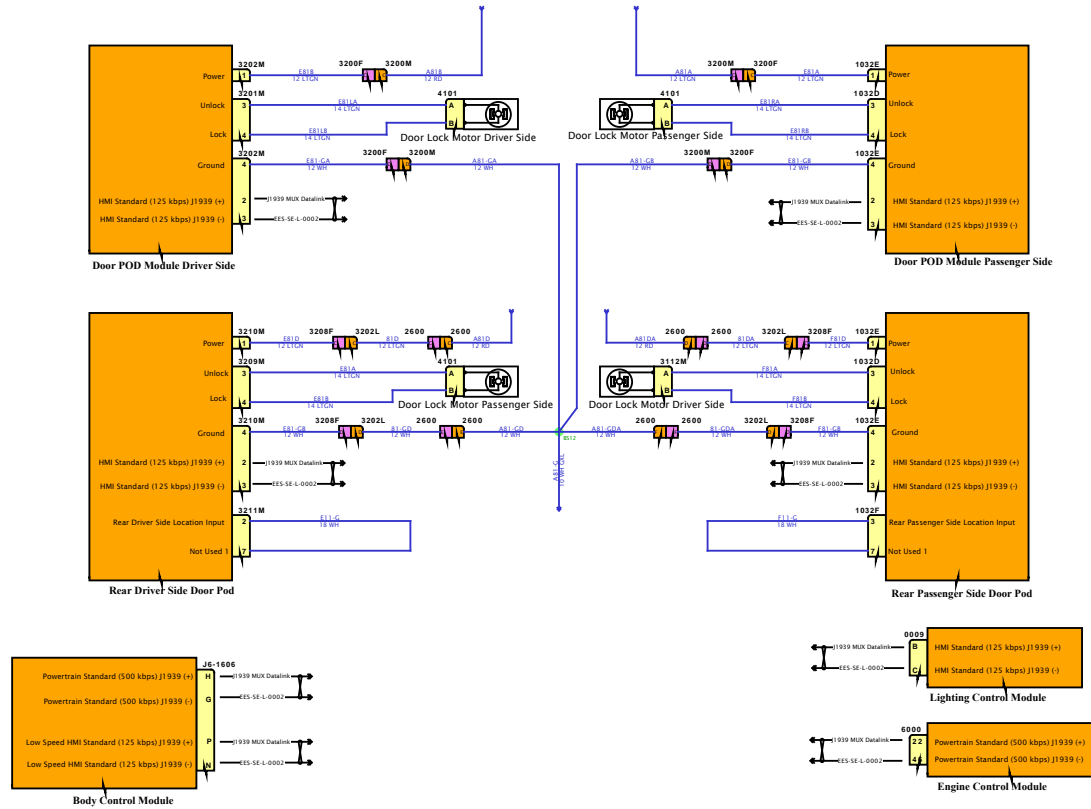 3202M
3200F 3200M
Power 1 E81B 12 LTGN A81B 12 RD
3201M
Unlock 3 E81LA 14 LTGN
4101
A
B
Lock 4 E81LB 14 LTGN
Door Lock Motor Driver Side
3202M
3200F 3200M
Ground 4 E81-GA 12 WH A81-GA 12 WH
HMI Standard (125 kbps) J1939 (+) 2 J1939 MUX Datalink
HMI Standard (125 kbps) J1939 (-) 3 EES-SE-L-0002
Door POD Module Driver Side
3200M 3200F
1032E
A81A 12 LTGN E81A 12 LTGN 1 Power
4101
A
B
1032D
E81RA 14 LTGN 3 Unlock
E81RB 14 LTGN 4 Lock
Door Lock Motor Passenger Side
3200M 3200F
1032E
A81-GB 12 WH E81-GB 12 WH 4 Ground
J1939 MUX Datalink 2 HMI Standard (125 kbps) J1939 (+)
EES-SE-L-0002 3 HMI Standard (125 kbps) J1939 (-)
Door POD Module Passenger Side
3210M
3208F 3202L 2600 2600
Power 1 E81D 12 LTGN 81D 12 LTGN A81D 12 RD
3209M
Unlock 3 E81A 14 LTGN
4101
A
B
Lock 4 E81B 14 LTGN
Door Lock Motor Passenger Side
3210M
3208F 3202L 2600 2600
Ground 4 E81-GB 12 WH 81-GD 12 WH A81-GD 12 WH
HMI Standard (125 kbps) J1939 (+) 2 J1939 MUX Datalink
HMI Standard (125 kbps) J1939 (-) 3 EES-SE-L-0002
3211M
Rear Driver Side Location Input 2 E11-G 18 WH
Not Used 1 7
Rear Driver Side Door Pod
BS12
A81-G
2600 2600 3202L 3208F
1032E
A81DA 12 RD 81DA 12 LTGN F81D 12 LTGN 1 Power
3112M
A
B
1032D
F81A 14 LTGN 3 Unlock
F81B 14 LTGN 4 Lock
Door Lock Motor Driver Side
2600 2600 3202L 3208F
1032E
A81-GDA 12 WH 81-GDA 12 WH F81-GB 12 WH 4 Ground
J1939 MUX Datalink 2 HMI Standard (125 kbps) J1939 (+)
EES-SE-L-0002 3 HMI Standard (125 kbps) J1939 (-)
1032F
F11-G 18 WH 3 Rear Passenger Side Location Input
7 Not Used 1
Rear Passenger Side Door Pod
J6-1606
Powertrain Standard (500 kbps) J1939 (+) H J1939 MUX Datalink
Powertrain Standard (500 kbps) J1939 (-) G EES-SE-L-0002
Low Speed HMI Standard (125 kbps) J1939 (+) P J1939 MUX Datalink
Low Speed HMI Standard (125 kbps) J1939 (-) N EES-SE-L-0002
Body Control Module
0009
J1939 MUX Datalink B HMI Standard (125 kbps) J1939 (+)
EES-SE-L-0002 C HMI Standard (125 kbps) J1939 (-)
Lighting Control Module
6000
J1939 MUX Datalink 22 Powertrain Standard (500 kbps) J1939 (+)
EES-SE-L-0002 Powertrain Standard (500 kbps) J1939 (-)
Engine Control Module